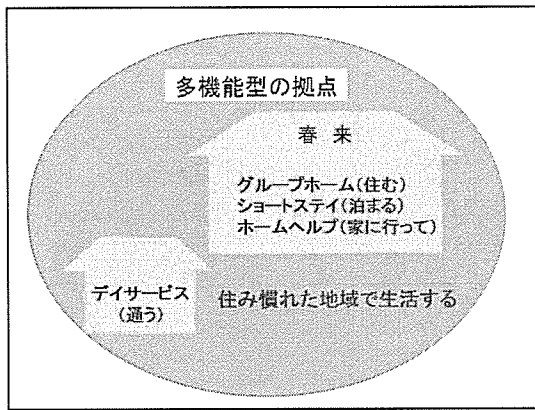 多機能型の拠点
春 来
グループホーム(住む)
ショートステイ(泊まる)
ホームヘルプ(家に行って)
デイサービス
(通う)
住み慣れた地域で生活する